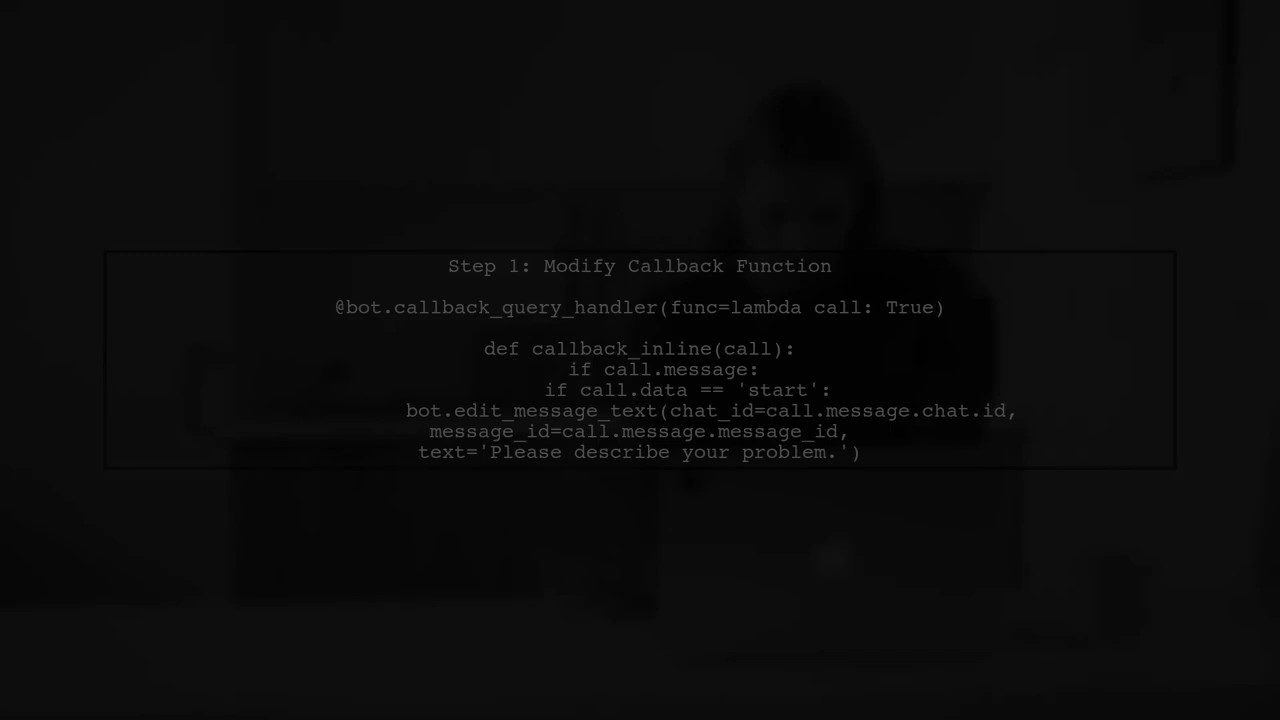 Step 1: Modify Callback Function
@bot.callback_query_handler(func=lambda call: True)
def callback_inline(call):
if call.message:
if call.data == 'start':
bot.edit_message_text(chat_id=call.message.chat.id,
message_id=call.message.message_id,
text='Please describe your problem.')